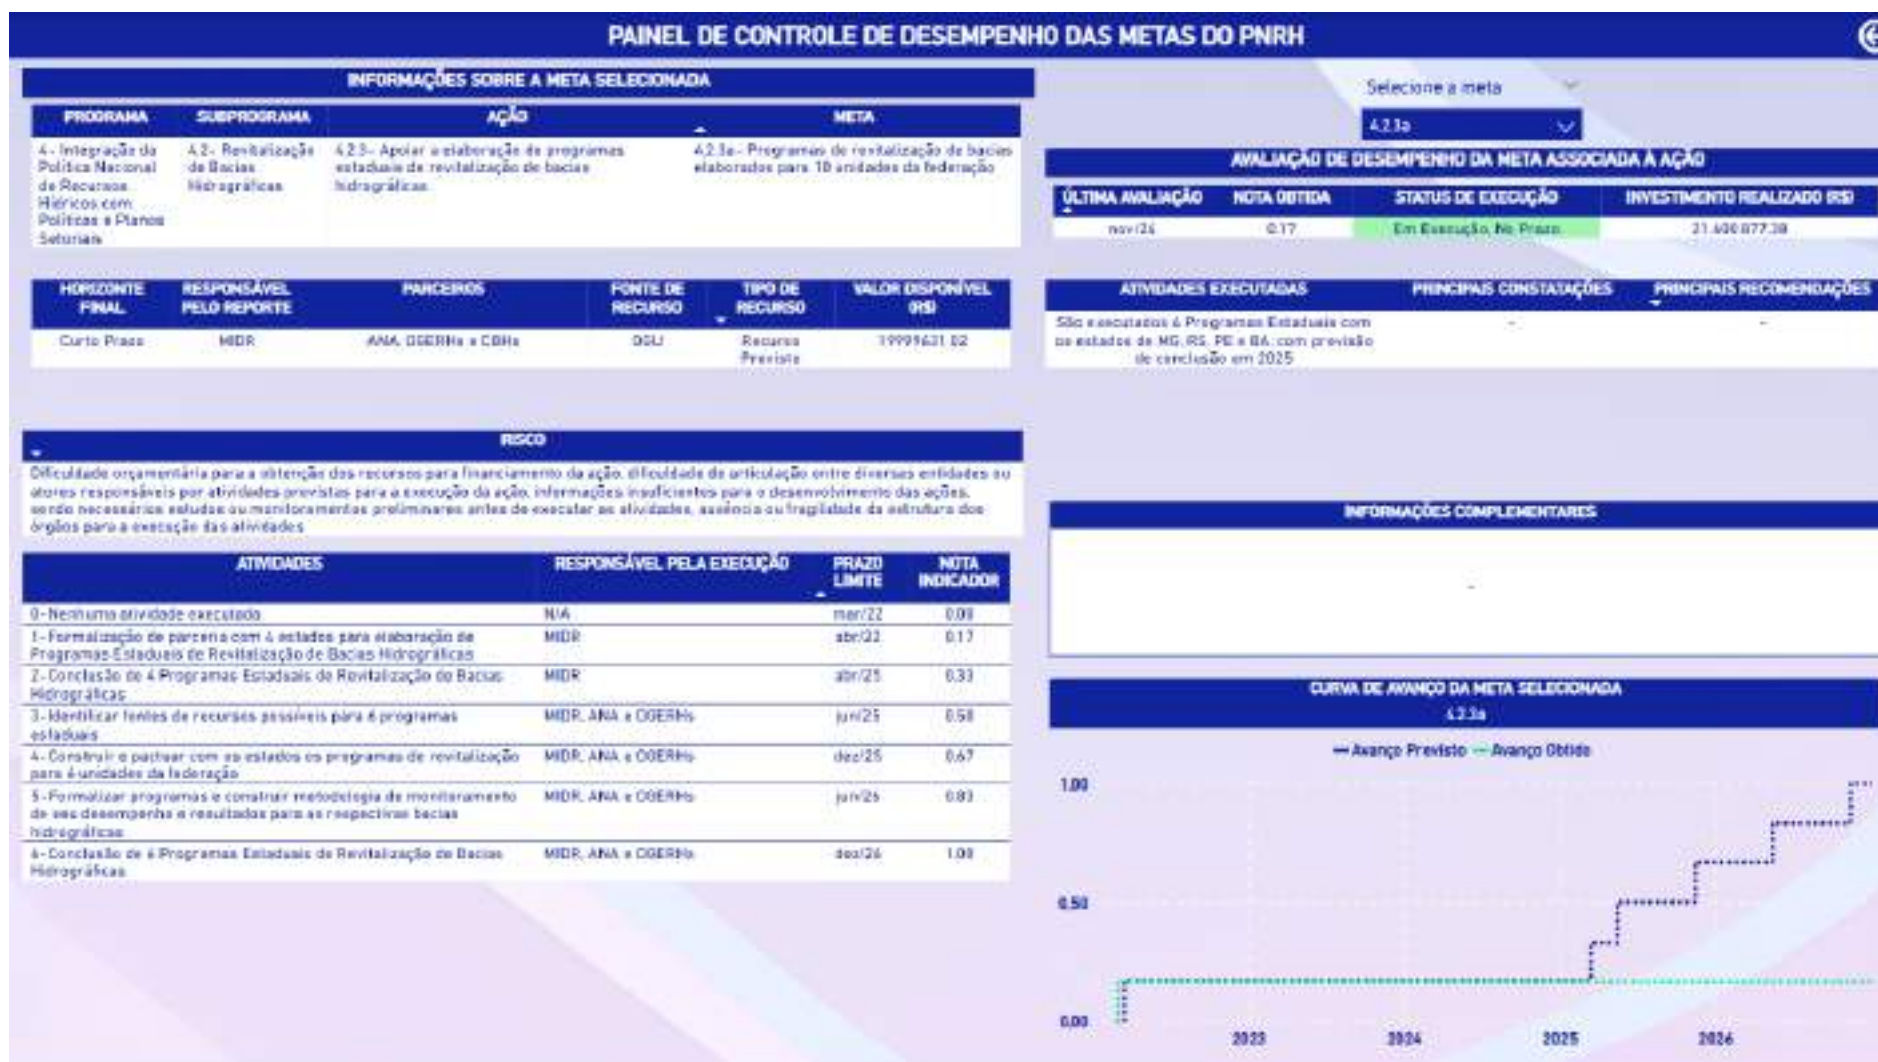 PAINEL DE CONTROLE DE DESEMPENHO DAS METAS DO PNRH
INFORMAÇÕES SOBRE A META SELECIONADA
PROGRAMA SUBPROGRAMA AÇÃO META
4- Integração da Política Nacional de Recursos Hídricos com Políticas e Planos Setoriais
4.2- Revitalização de Bacias Hidrográficas
4.2.3- Apoiar a elaboração de programas estaduais de revitalização de bacias hidrográficas.
4.2.3a- Programas de revitalização de bacias elaborados para 10 unidades da federação
HORIZONTE FINAL RESPONSÁVEL PELO REPORTE PARCEIROS FONTE DE RECURSO TIPO DE RECURSO VALOR DISPONÍVEL (R$)
Curto Prazo MIDR ANA, OGERHs e CBHs OGU Recurso Previsto 19999631.02
RISCO
Dificuldade orçamentária para a obtenção dos recursos para financiamento da ação, dificuldade de articulação entre diversas entidades ou
atores responsáveis por atividades previstas para a execução da ação, informações insuficientes para o desenvolvimento das ações,
sendo necessários estudos ou monitoramentos preliminares antes de executar as atividades, ausência ou fragilidade da estrutura dos
órgãos para a execução das atividades
ATIVIDADES RESPONSÁVEL PELA EXECUÇÃO PRAZO LIMITE NOTA INDICADOR
0- Nenhuma atividade executada N/A mar/22 0.00
1- Formalização de parceria com 4 estados para elaboração de Programas Estaduais de Revitalização de Bacias Hidrográficas MIDR abr/22 0.17
2- Conclusão de 4 Programas Estaduais de Revitalização de Bacias Hidrográficas MIDR abr/25 0.33
3- Identificar fontes de recursos possíveis para 6 programas estaduais MIDR, ANA e OGERHs jun/25 0.50
4- Construir e pactuar com os estados os programas de revitalização para 6 unidades da federação MIDR, ANA e OGERHs dez/25 0.67
5- Formalizar programas e construir metodologia de monitoramento de seu desempenho e resultados para as respectivas bacias hidrográficas MIDR, ANA e OGERHs jun/26 0.83
6- Conclusão de 6 Programas Estaduais de Revitalização de Bacias Hidrográficas MIDR, ANA e OGERHs dez/26 1.00
Selecione a meta
4.2.3a
AVALIAÇÃO DE DESEMPENHO DA META ASSOCIADA À AÇÃO
ÚLTIMA AVALIAÇÃO NOTA OBTIDA STATUS DE EXECUÇÃO INVESTIMENTO REALIZADO (R$)
nov/24 0.17 Em Execução, No Prazo
ATIVIDADES EXECUTADAS PRINCIPAIS CONSTATAÇÕES PRINCIPAIS RECOMENDAÇÕES
São executados 4 Programas Estaduais com - -
os estados de MG, RS, PE e BA, com previsão
de conclusão em 2025
INFORMAÇÕES COMPLEMENTARES
-
CURVA DE AVANÇO DA META SELECIONADA
4.2.3a
Avanço Previsto Avanço Obtido
1.00
0.50
0.00
2023 2024 2025 2026